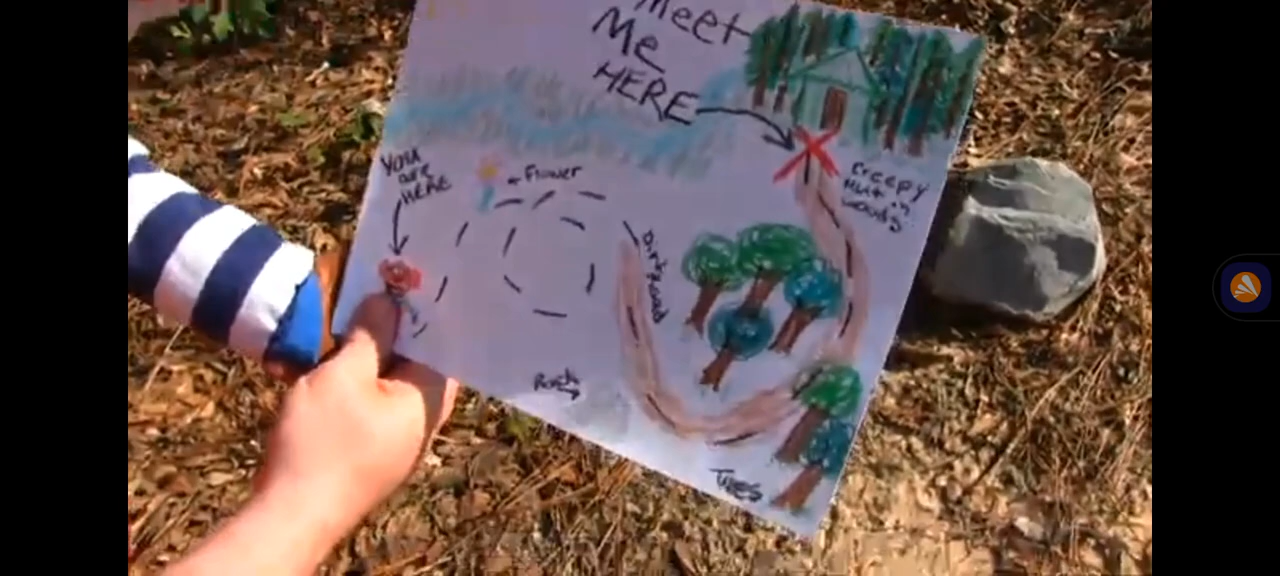 Meet
Me
HERE
You
are
HERE
Flower
Dirt road
creepy
Hut in
woods
Rock
Trees